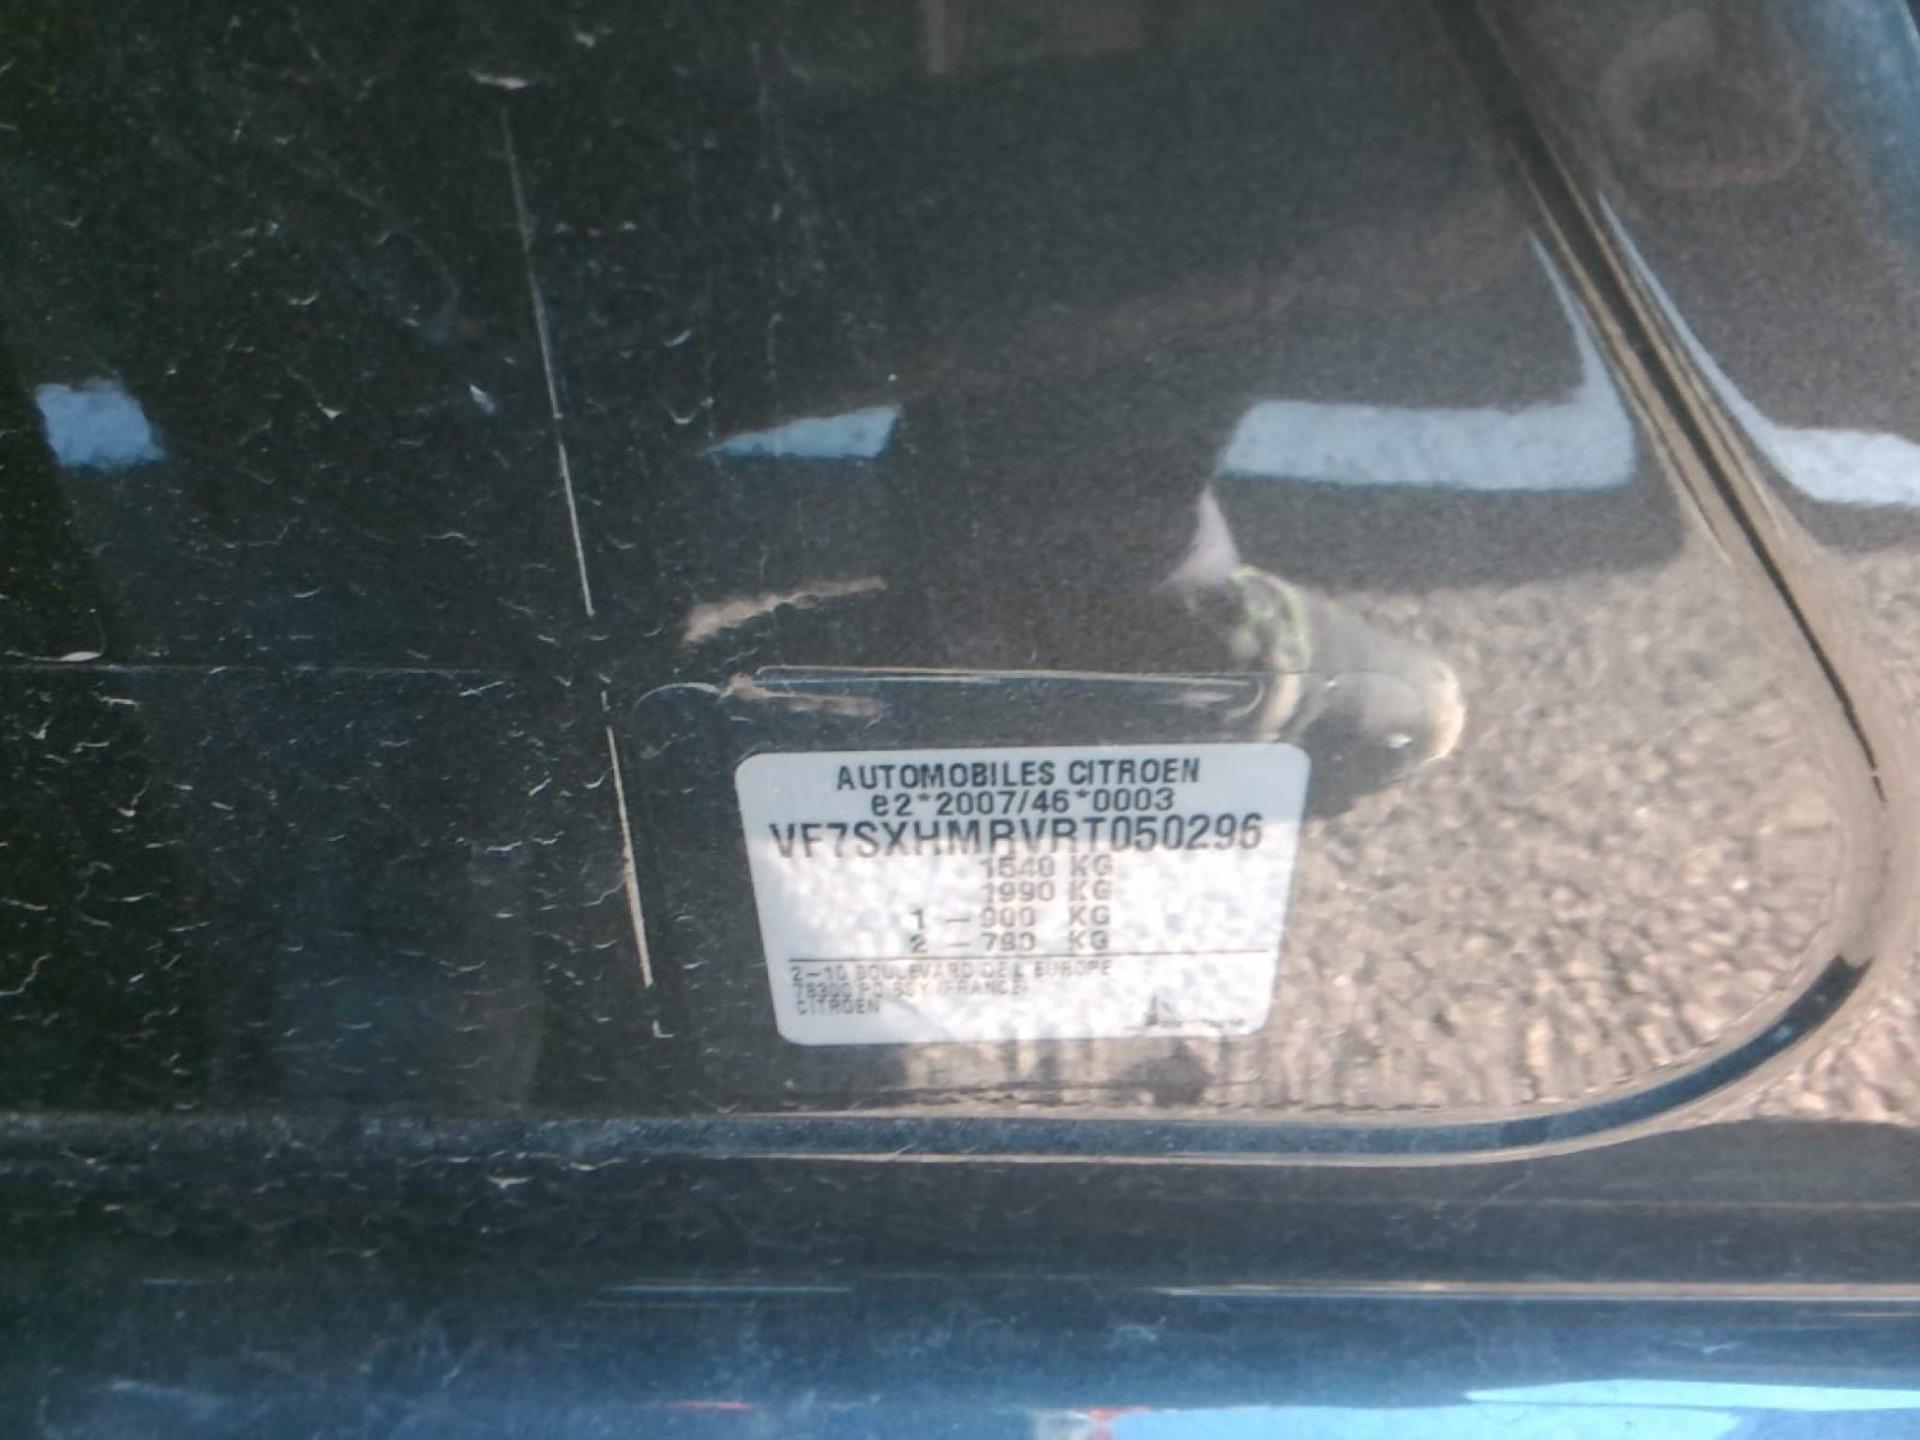 AUTOMOBILES CITROEN
e2*2007/46*0003
VF7SXHMRVRT050296
1540 KG
1990 KG
1 - 900 KG
2 - 790 KG
2-10 BOULEVARD DE L EUROPE
78300 POISSY (FRANCE)
CITROEN